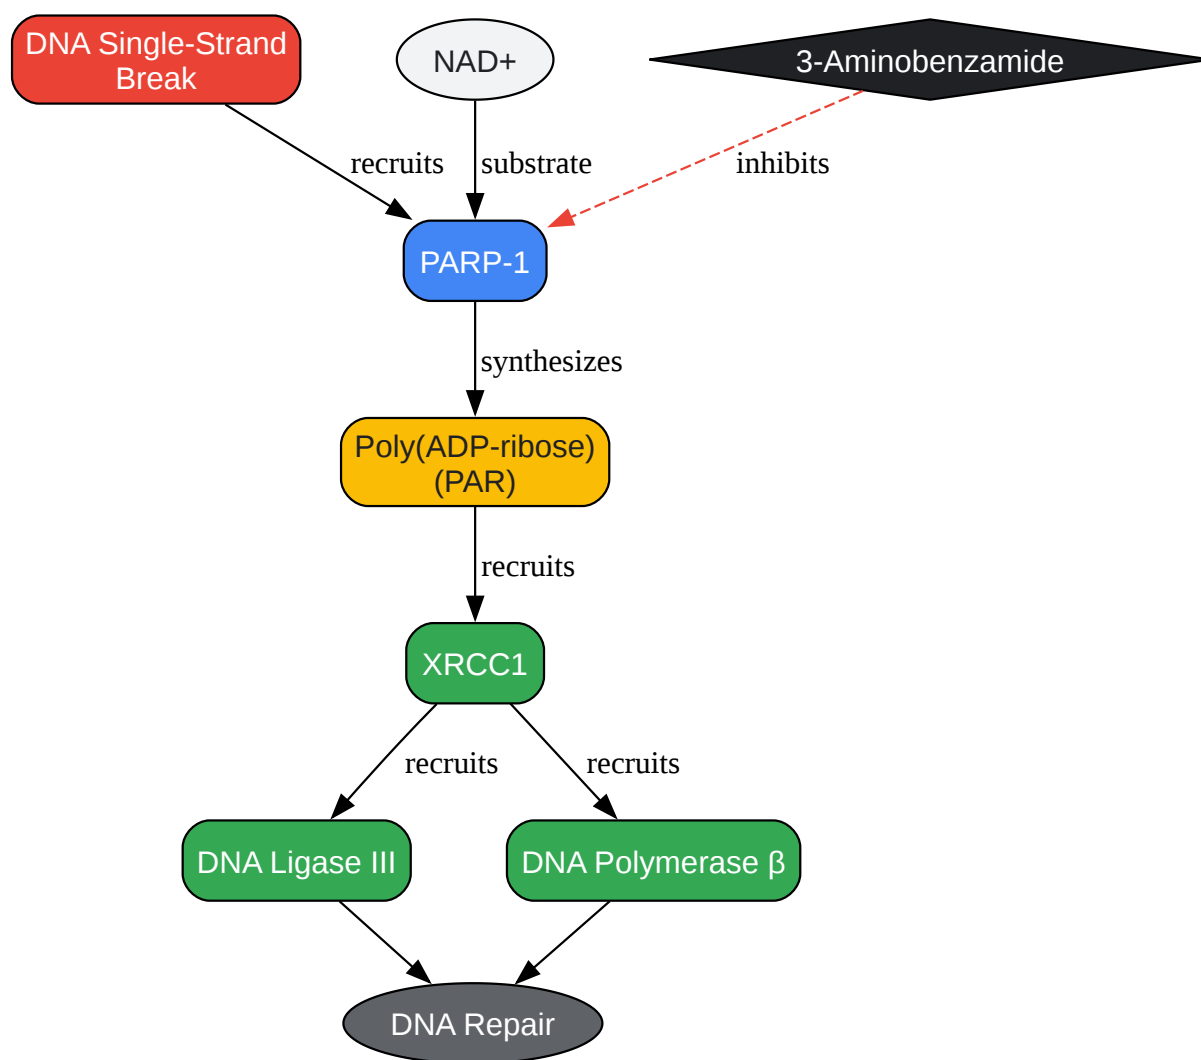 DNA Single-Strand
Break
NAD+
3-Aminobenzamide
recruits
substrate
inhibits
PARP-1
synthesizes
Poly(ADP-ribose)
(PAR)
recruits
XRCC1
recruits
recruits
DNA Ligase III
DNA Polymerase β
DNA Repair